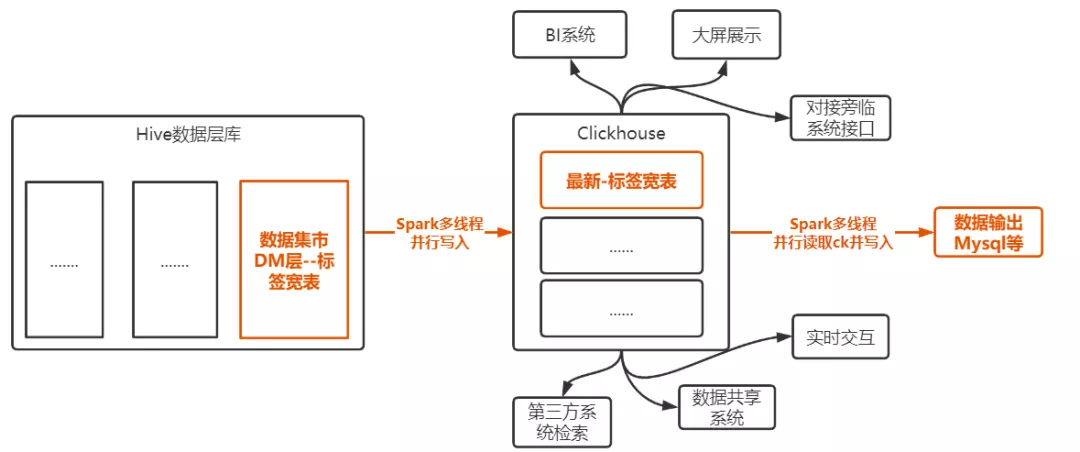 BI系统
大屏展示
对接旁临
系统接口
Hive数据层库
.......
.......
数据集市
DM层--标
签宽表
Spark多线程
并行写入
Clickhouse
最新-标签宽表
......
......
Spark多线程
并行读取ck并写入
数据输出
Mysql等
实时交互
数据共享
系统
第三方系
统检索